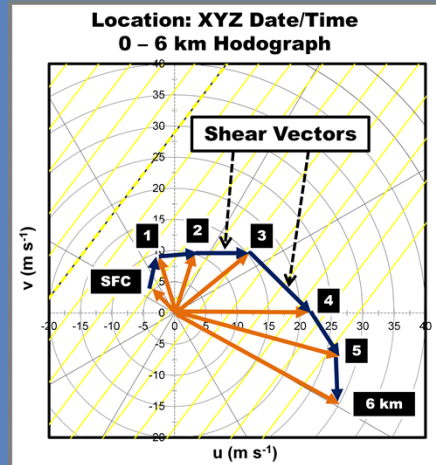 Location: XYZ Date/Time
0 – 6 km Hodograph
40
35
30
25
20
15
10
5
0
-5
-10
-15
-20
v (m s⁻¹)
Shear Vectors
1
2
3
SFC
4
5
6 km
-20 -15 -10 -5 0 5 10 15 20 25 30 35 40
u (m s⁻¹)